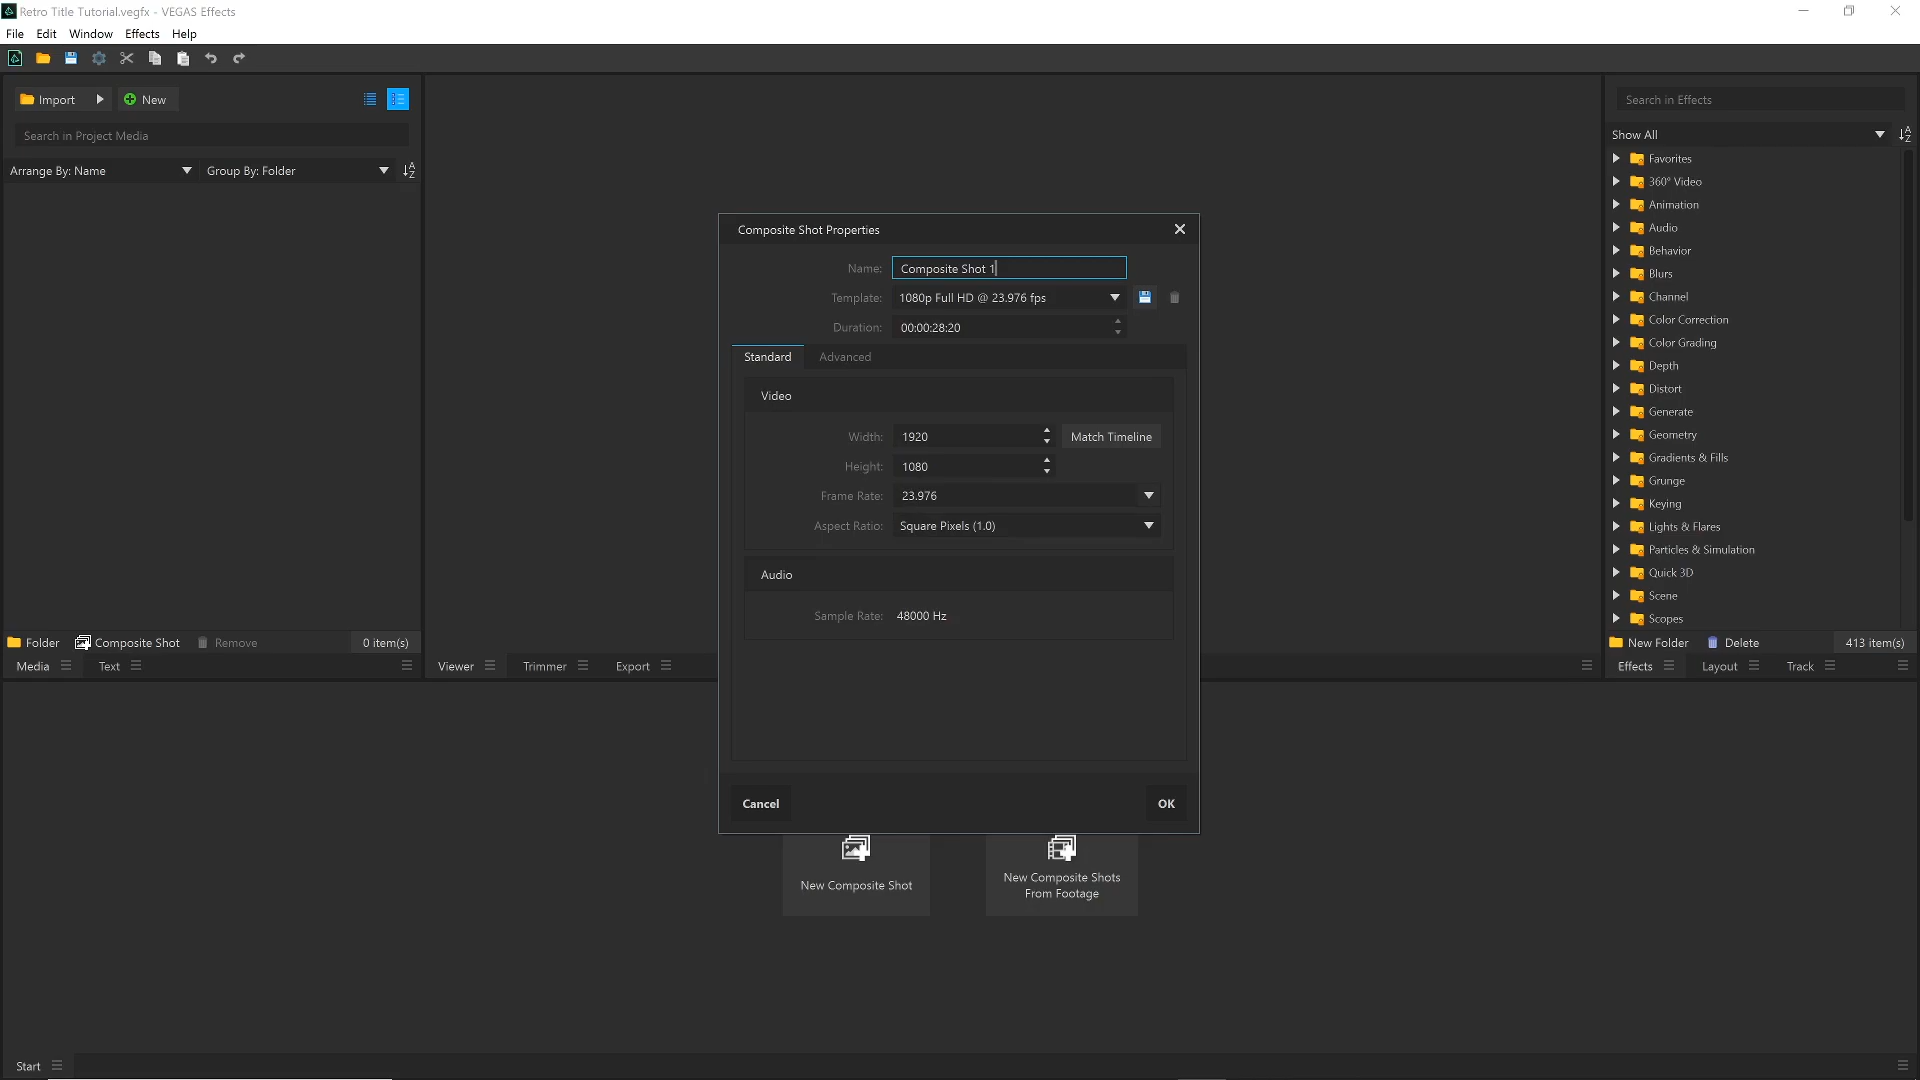 Retro Title Tutorial.vegfx - VEGAS Effects
File Edit Window Effects Help
Import New
Search in Project Media
Arrange By: Name Group By: Folder
0 item(s)
Folder Composite Shot Remove
Media Text
Viewer Trimmer Export
Composite Shot Properties
Name: Composite Shot 1
Template: 1080p Full HD @ 23.976 fps
Duration: 00:00:28:20
Standard Advanced
Video
Width: 1920 Match Timeline
Height: 1080
Frame Rate: 23.976
Aspect Ratio: Square Pixels (1.0)
Audio
Sample Rate: 48000 Hz
Cancel OK
New Composite Shot
New Composite Shots
From Footage
Search in Effects
Show All
Favorites
360° Video
Animation
Audio
Behavior
Blurs
Channel
Color Correction
Color Grading
Depth
Distort
Generate
Geometry
Gradients & Fills
Grunge
Keying
Lights & Flares
Particles & Simulation
Quick 3D
Scene
Scopes
New Folder Delete 413 item(s)
Effects Layout Track
Start